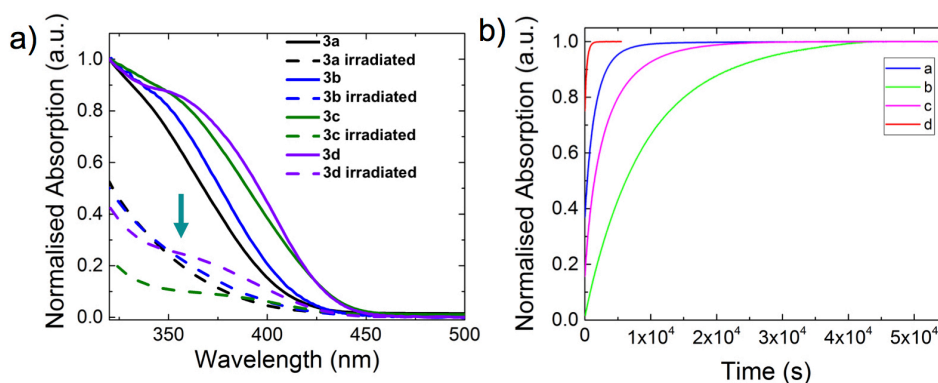 a)
Normalised Absorption (a.u.)
1.0
0.8
0.6
0.4
0.2
0.0
3a
3a irradiated
3b
3b irradiated
3c
3c irradiated
3d
3d irradiated
350 400 450 500
Wavelength (nm)
b)
Normalised Absorption (a.u.)
1.0
0.8
0.6
0.4
0.2
0.0
a
b
c
d
0 1x10⁴ 2x10⁴ 3x10⁴ 4x10⁴ 5x10⁴
Time (s)